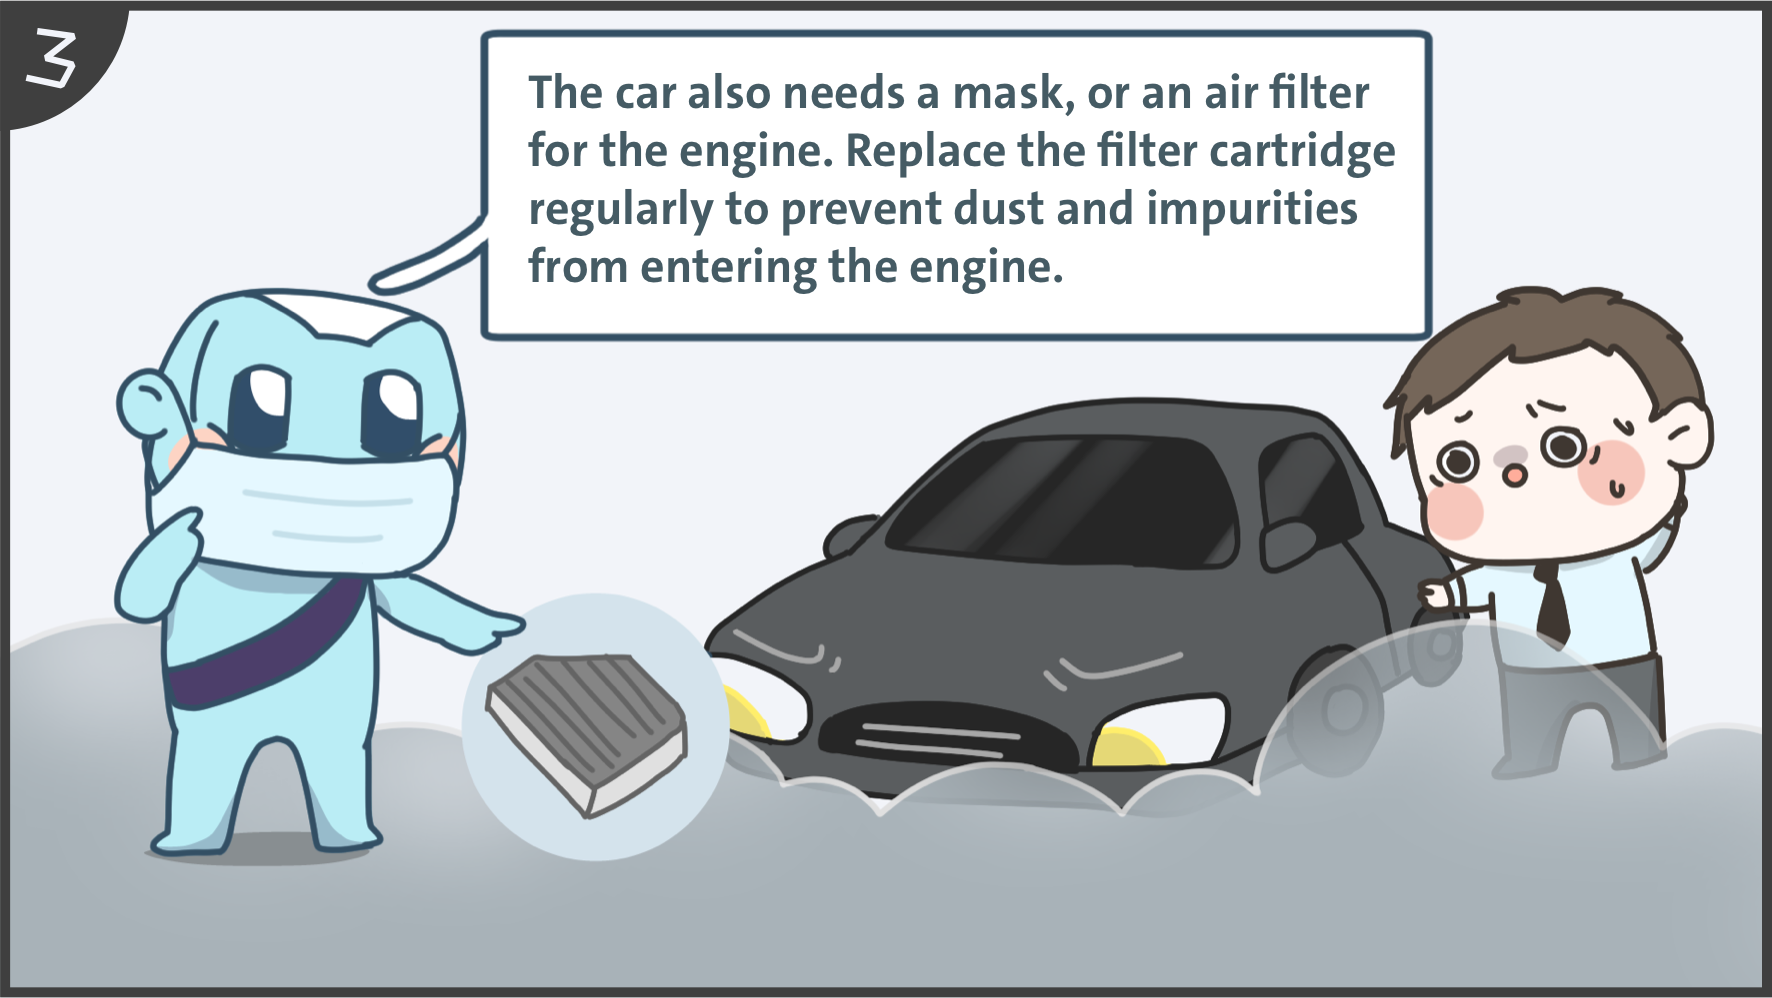 3
The car also needs a mask, or an air filter
for the engine. Replace the filter cartridge
regularly to prevent dust and impurities
from entering the engine.